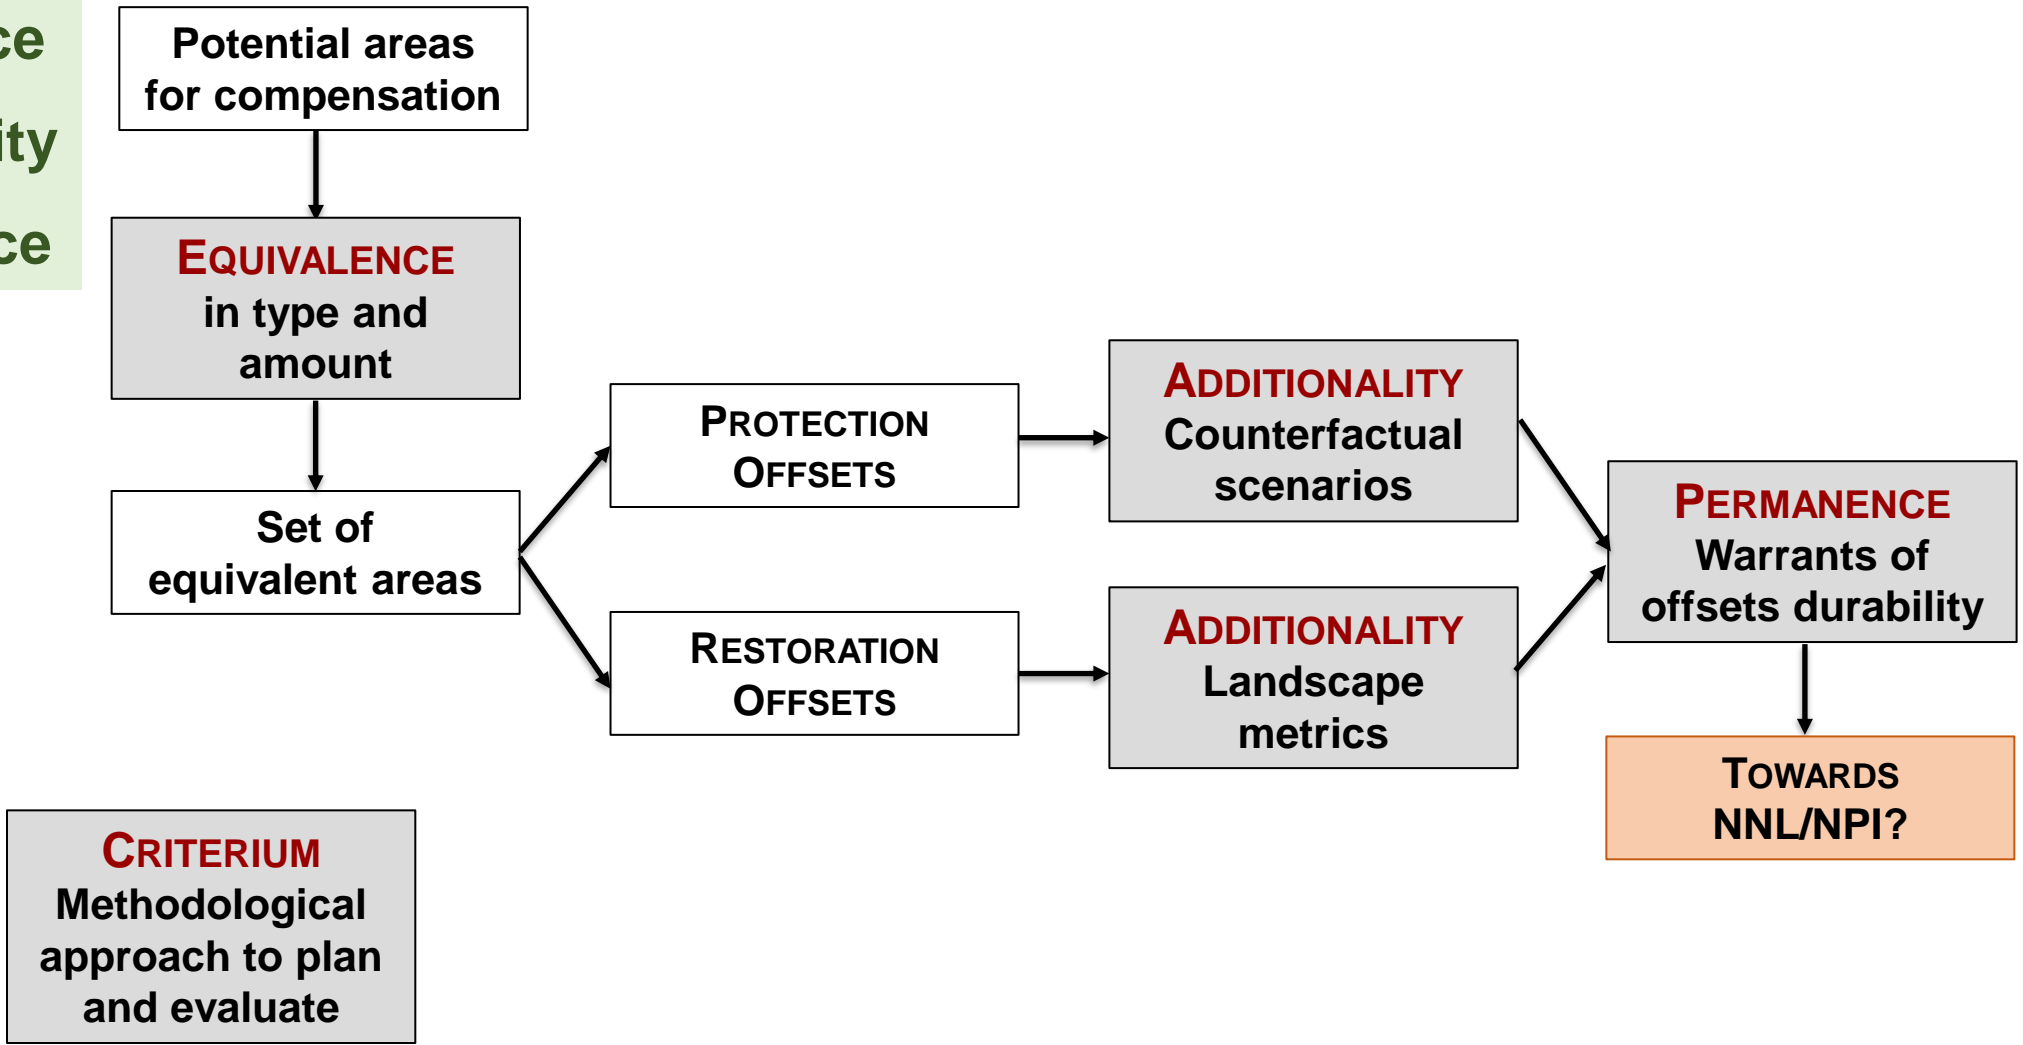 Potential areas
for compensation
EQUIVALENCE
in type and
amount
Set of
equivalent areas
PROTECTION
OFFSETS
RESTORATION
OFFSETS
ADDITIONALITY
Counterfactual
scenarios
ADDITIONALITY
Landscape
metrics
PERMANENCE
Warrants of
offsets durability
TOWARDS
NNL/NPI?
CRITERIUM
Methodological
approach to plan
and evaluate